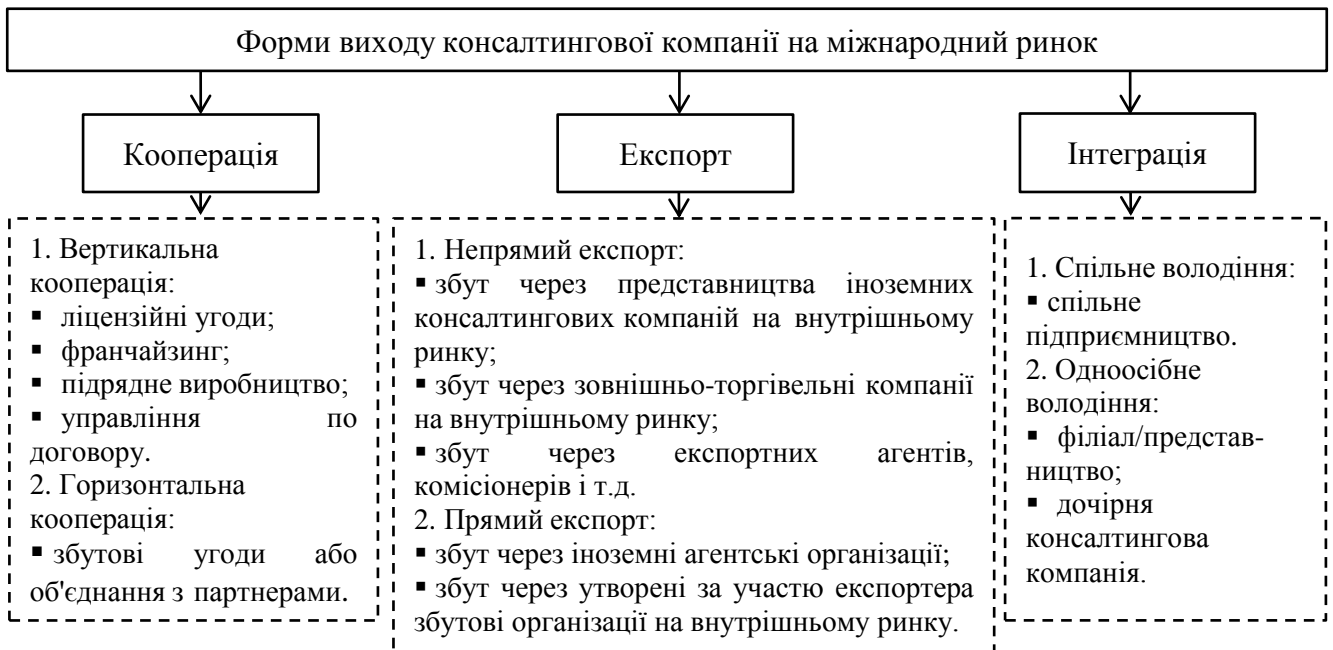 Форми виходу консалтингової компанії на міжнародний ринок
Кооперація
Експорт
Інтеграція
1. Вертикальна
кооперація:
▪ ліцензійні угоди;
▪ франчайзинг;
▪ підрядне виробництво;
▪ управління по
договору.
2. Горизонтальна
кооперація:
▪ збутові угоди або
об'єднання з партнерами.
1. Непрямий експорт:
▪ збут через представництва іноземних
консалтингових компаній на внутрішньому
ринку;
▪ збут через зовнішньо-торгівельні компанії
на внутрішньому ринку;
▪ збут через експортних агентів,
комісіонерів і т.д.
2. Прямий експорт:
▪ збут через іноземні агентські організації;
▪ збут через утворені за участю експортера
збутові організації на внутрішньому ринку.
1. Спільне володіння:
▪ спільне
підприємництво.
2. Одноосібне
володіння:
▪ філіал/представ-
ництво;
▪ дочірня
консалтингова
компанія.